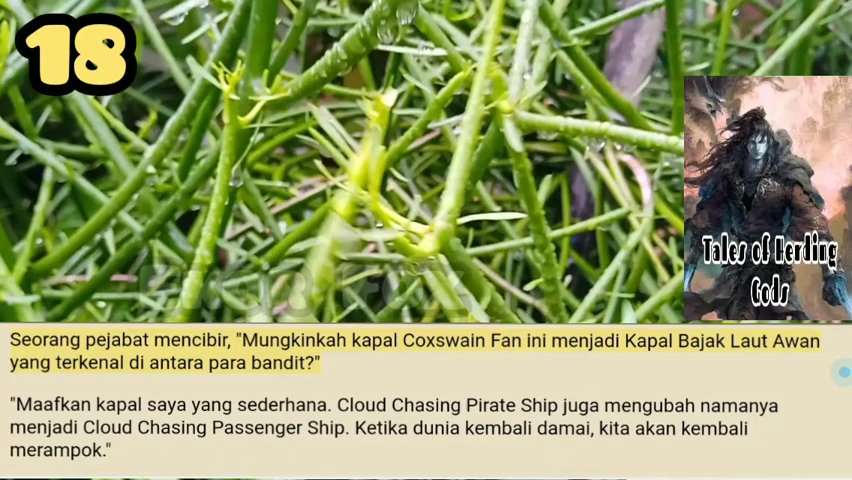 18
Tales of Herding
Gods
Seorang pejabat mencibir, "Mungkinkah kapal Coxswain Fan ini menjadi Kapal Bajak Laut Awan
yang terkenal di antara para bandit?"
"Maafkan kapal saya yang sederhana. Cloud Chasing Pirate Ship juga mengubah namanya
menjadi Cloud Chasing Passenger Ship. Ketika dunia kembali damai, kita akan kembali
merampok."